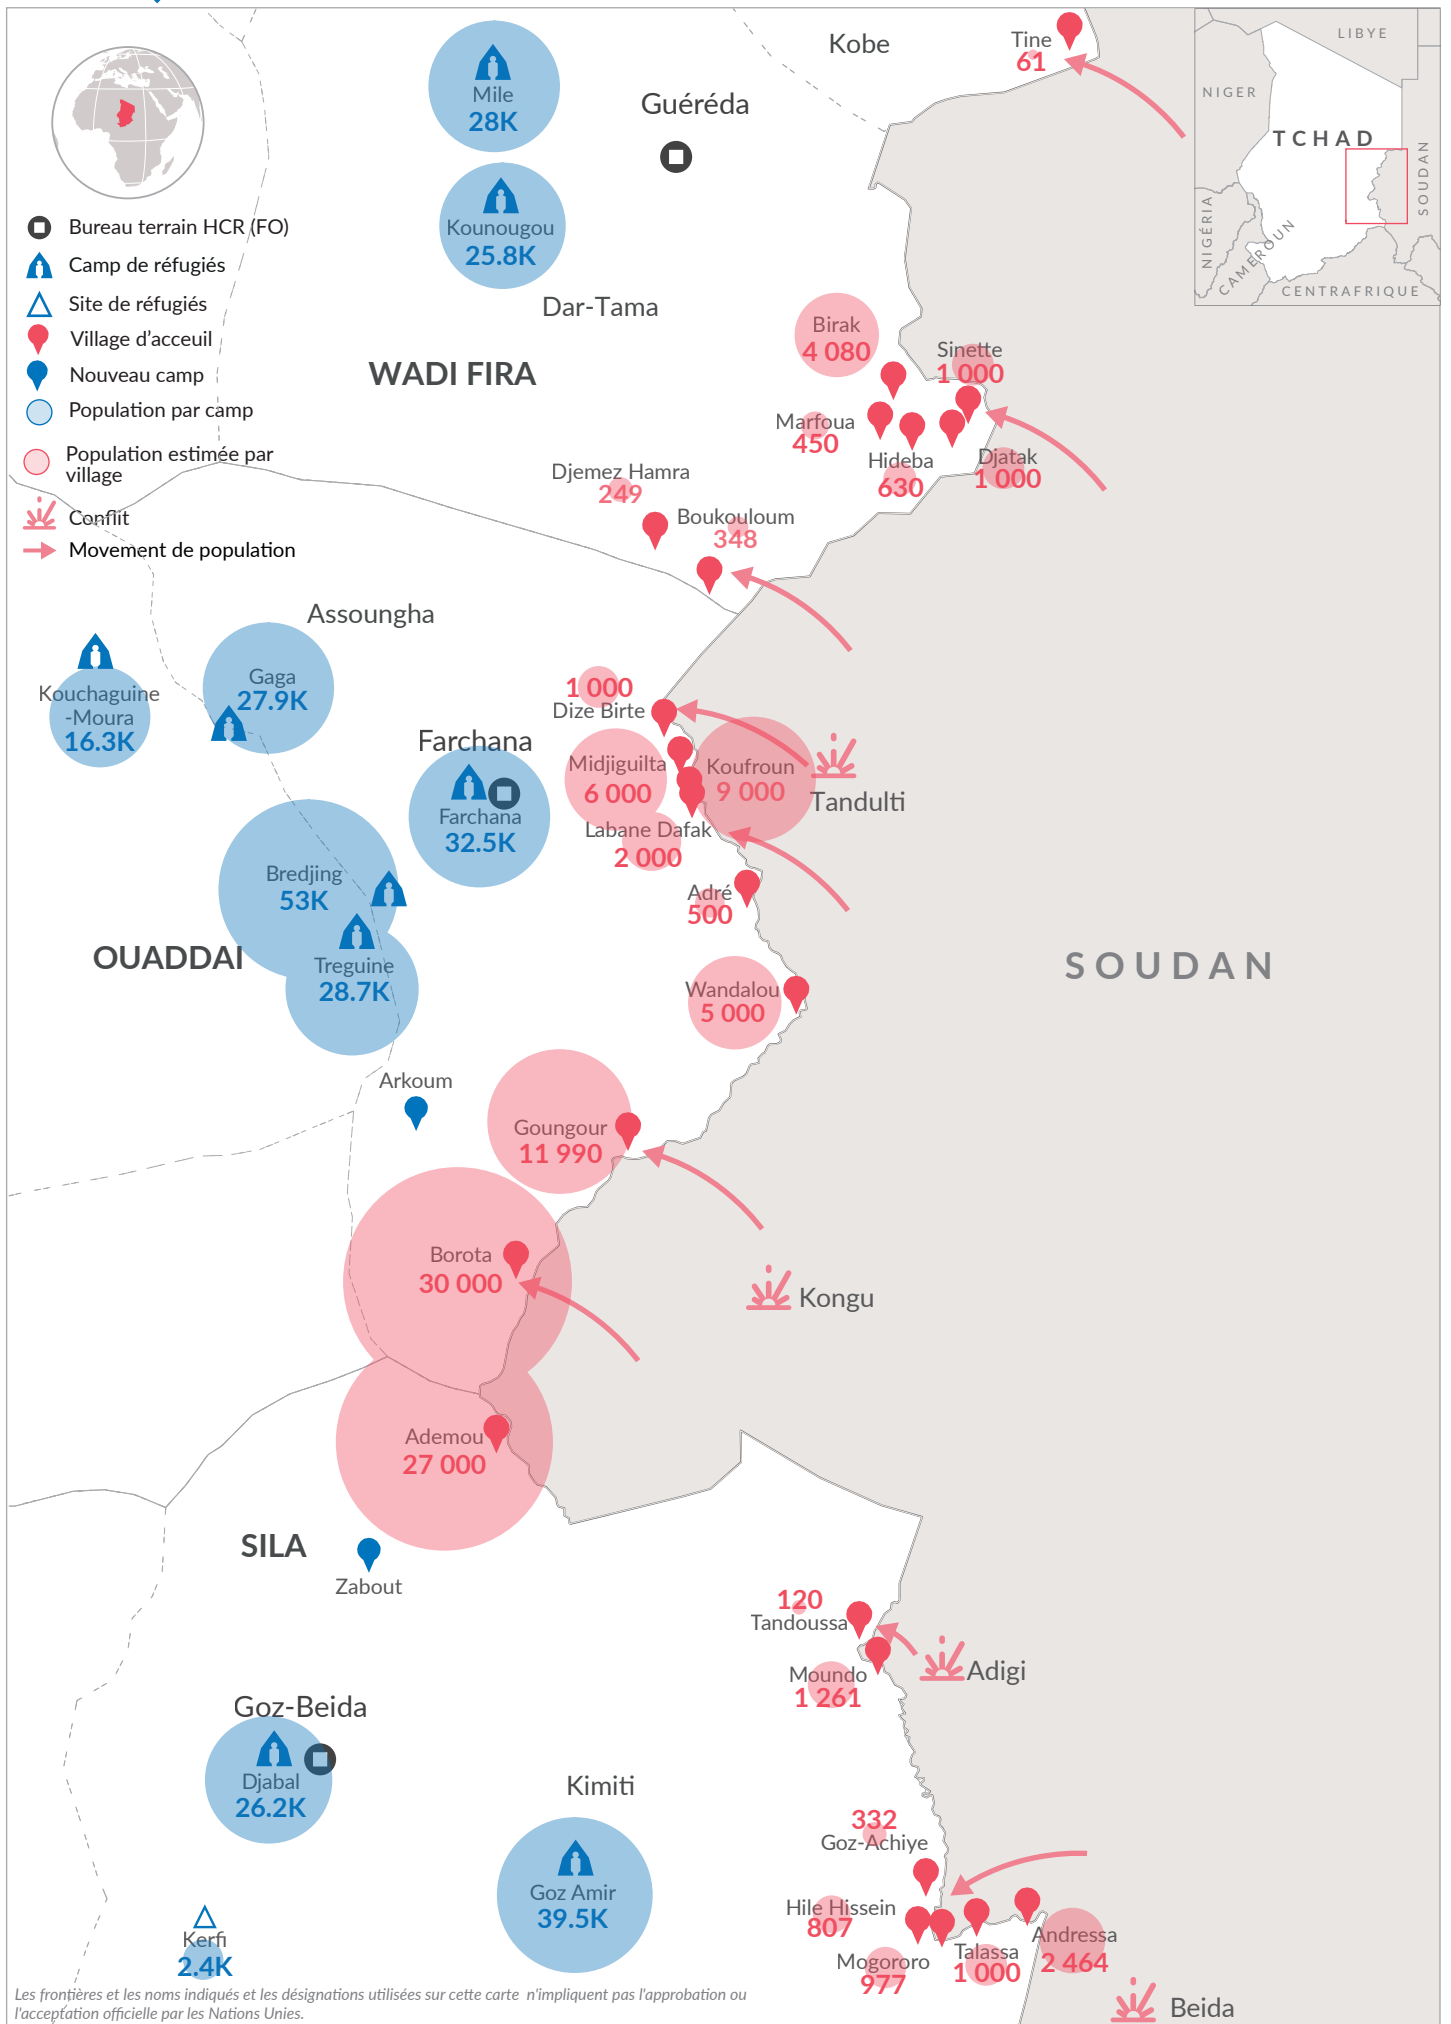 Kobe
Tine
61
LIBYE
NIGER
TCHAD
SOUDAN
NIGÉRIA
CAMEROUN
CENTRAFRIQUE
Mile
28K
Guéréda
Kounougou
25.8K
Dar-Tama
WADI FIRA
Bureau terrain HCR (FO)
Camp de réfugiés
Site de réfugiés
Village d'acceuil
Nouveau camp
Population par camp
Population estimée par
village
Conflit
Movement de population
Birak
4 080
Sinette
1 000
Marfoua
450
Hideba
630
Djatak
1 000
Djemez Hamra
249
Boukouloum
348
Assoungha
Kouchaguine
-Moura
16.3K
Gaga
27.9K
1 000
Dize Birte
Farchana
Farchana
32.5K
Midjiguilta
6 000
Koufroun
9 000
Tandulti
Labane Dafak
2 000
Bredjing
53K
Adré
500
OUADDAI
Treguine
28.7K
SOUDAN
Wandalou
5 000
Arkoum
Goungour
11 990
Borota
30 000
Kongu
Ademou
27 000
SILA
Zabout
120
Tandoussa
Moundo
1 261
Adigi
Goz-Beida
Djabal
26.2K
Kimiti
332
Goz-Achiye
Goz Amir
39.5K
Hile Hissein
807
Kerfi
2.4K
Mogororo
977
Talassa
1 000
Andressa
2 464
Beida
Les frontières et les noms indiqués et les désignations utilisées sur cette carte n'impliquent pas l'approbation ou
l'acceptation officielle par les Nations Unies.